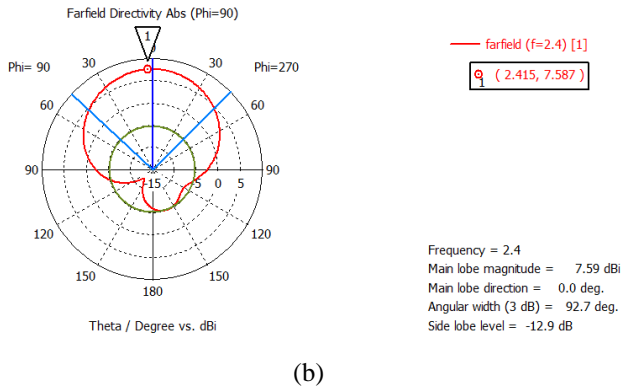 Farfield Directivity Abs (Phi=90)
1
0
Phi= 90
30
30
Phi=270
60
60
90
-15
-5
0
5
90
120
120
150
150
180
Theta / Degree vs. dBi
farfield (f=2.4) [1]
1 ( 2.415, 7.587 )
Frequency = 2.4
Main lobe magnitude = 7.59 dBi
Main lobe direction = 0.0 deg.
Angular width (3 dB) = 92.7 deg.
Side lobe level = -12.9 dB
(b)